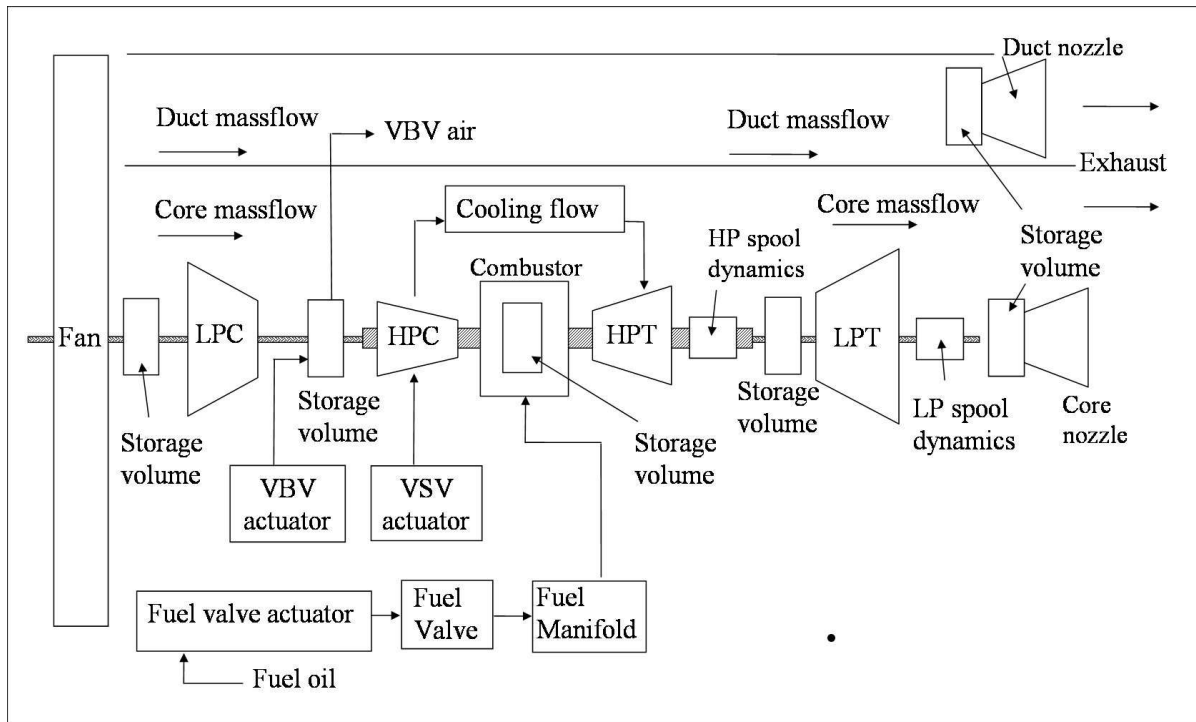 Duct nozzle
Duct massflow
VBV air
Duct massflow
Exhaust
Core massflow
Cooling flow
Core massflow
HP spool
dynamics
Storage
volume
Combustor
Fan
LPC
HPC
HPT
LPT
Storage
volume
Storage
volume
Storage
volume
Storage
volume
LP spool
dynamics
Core
nozzle
VBV
actuator
VSV
actuator
Fuel valve actuator
Fuel
Valve
Fuel
Manifold
Fuel oil